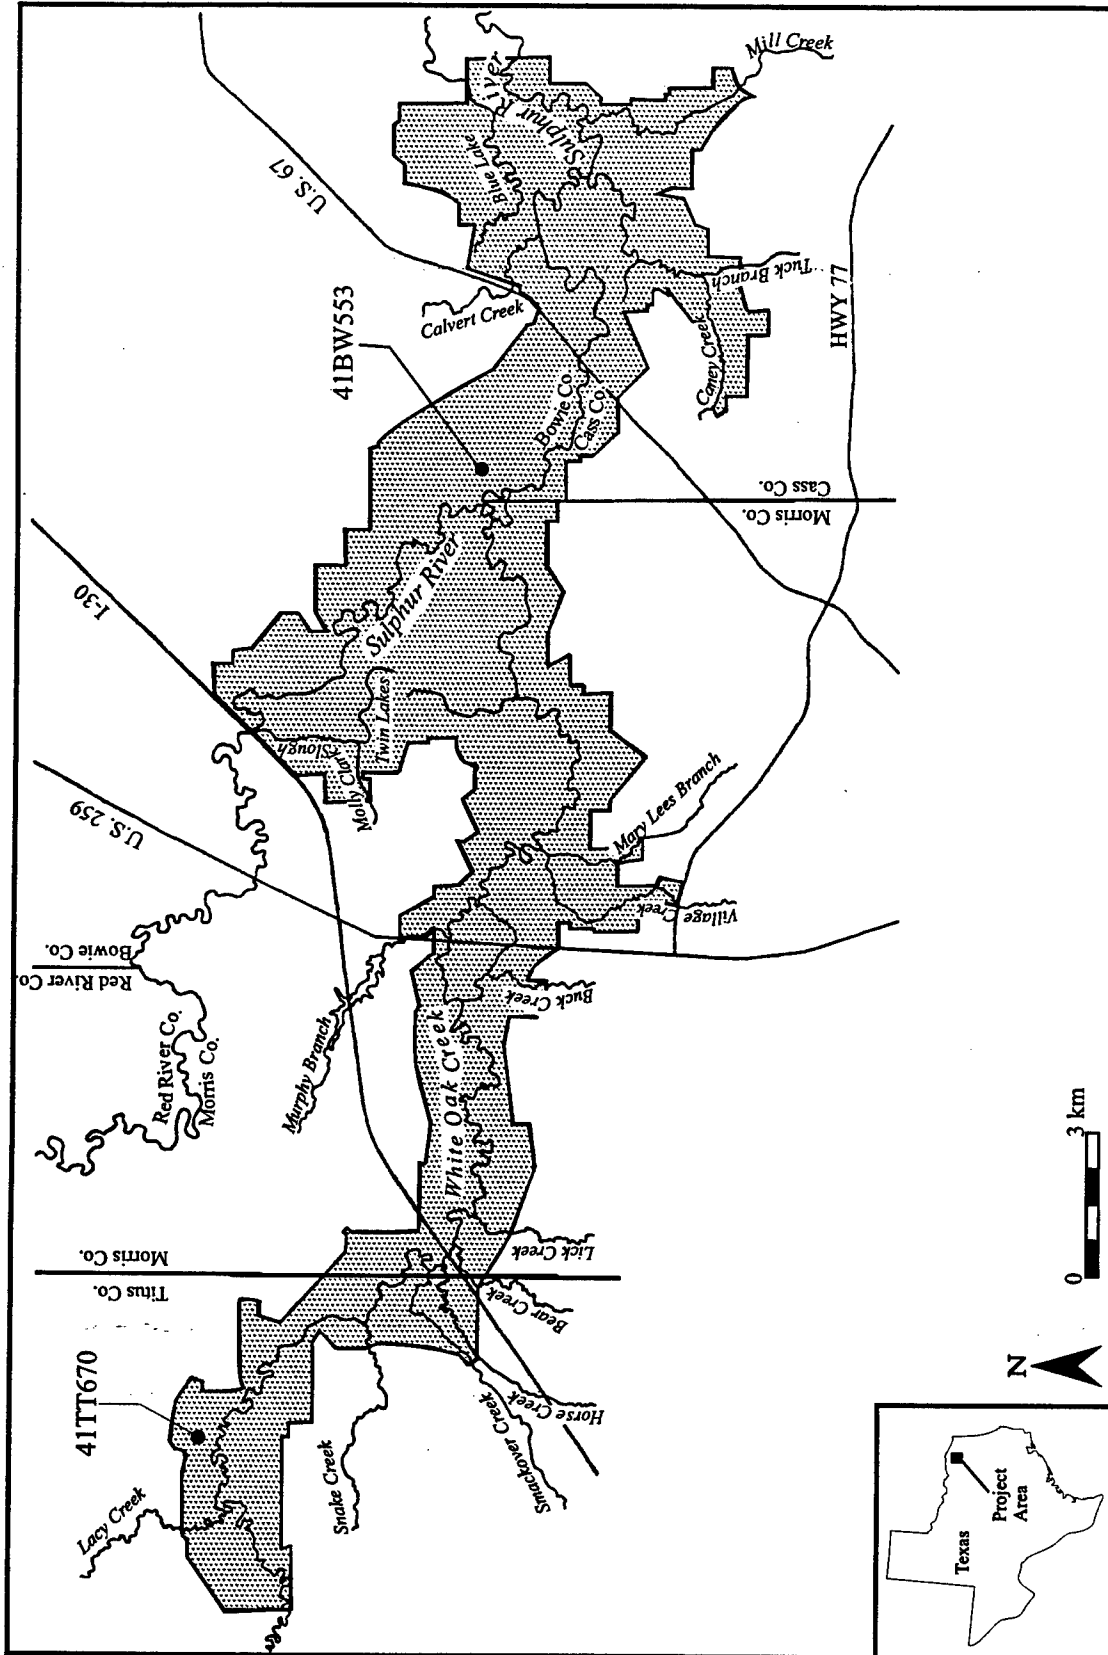 Lacy Creek
41TT670
Snake Creek
Smackover Creek
Horse Creek
Bear Creek
Lick Creek
Titus Co.
Morris Co.
White Oak Creek
Murphy Branch
Buck Creek
Red River Co.
Morris Co.
Red River Co.
Bowie Co.
U.S. 259
I-30
Village Creek
Mary Lees Branch
Molly Clark Slough
Twin Lakes
Sulphur River
Morris Co.
Cass Co.
41BW553
Bowie Co.
Cass Co.
Calvert Creek
U.S. 67
Caney Creek
Tuck Branch
HWY 77
Blue Lake
Sulphur River
Mill Creek
Texas
Project
Area
N
0
3 km